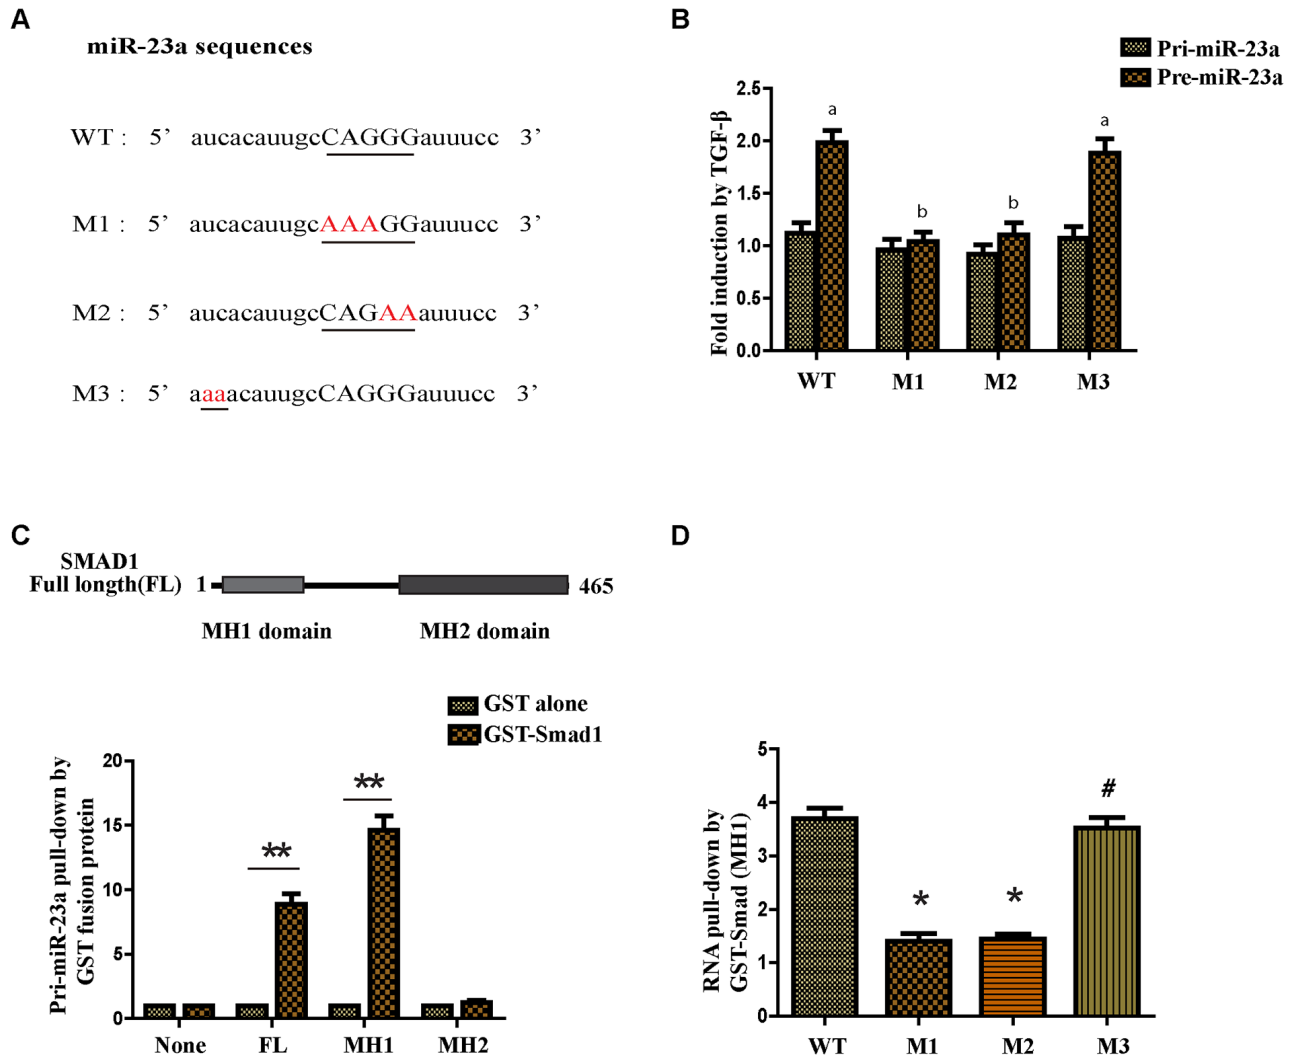 A
miR-23a sequences
WT : 5’ aucacauugcCAGGGauuucc 3’
M1 : 5’ aucacauugcAAAGGauuucc 3’
M2 : 5’ aucacauugcCAGAAauuucc 3’
M3 : 5’ aaaacauugcCAGGGauuucc 3’
B
Pri-miR-23a
Pre-miR-23a
Fold induction by TGF-β
2.5
2.0
1.5
1.0
0.5
0.0
a
b
b
a
WT M1 M2 M3
C
SMAD1
Full length(FL) 1 465
MH1 domain MH2 domain
GST alone
GST-Smad1
Pri-miR-23a pull-down by
GST fusion protein
20
15
10
5
0
**
**
None FL MH1 MH2
D
RNA pull-down by
GST-Smad (MH1)
5
4
3
2
1
0
*
*
#
WT M1 M2 M3